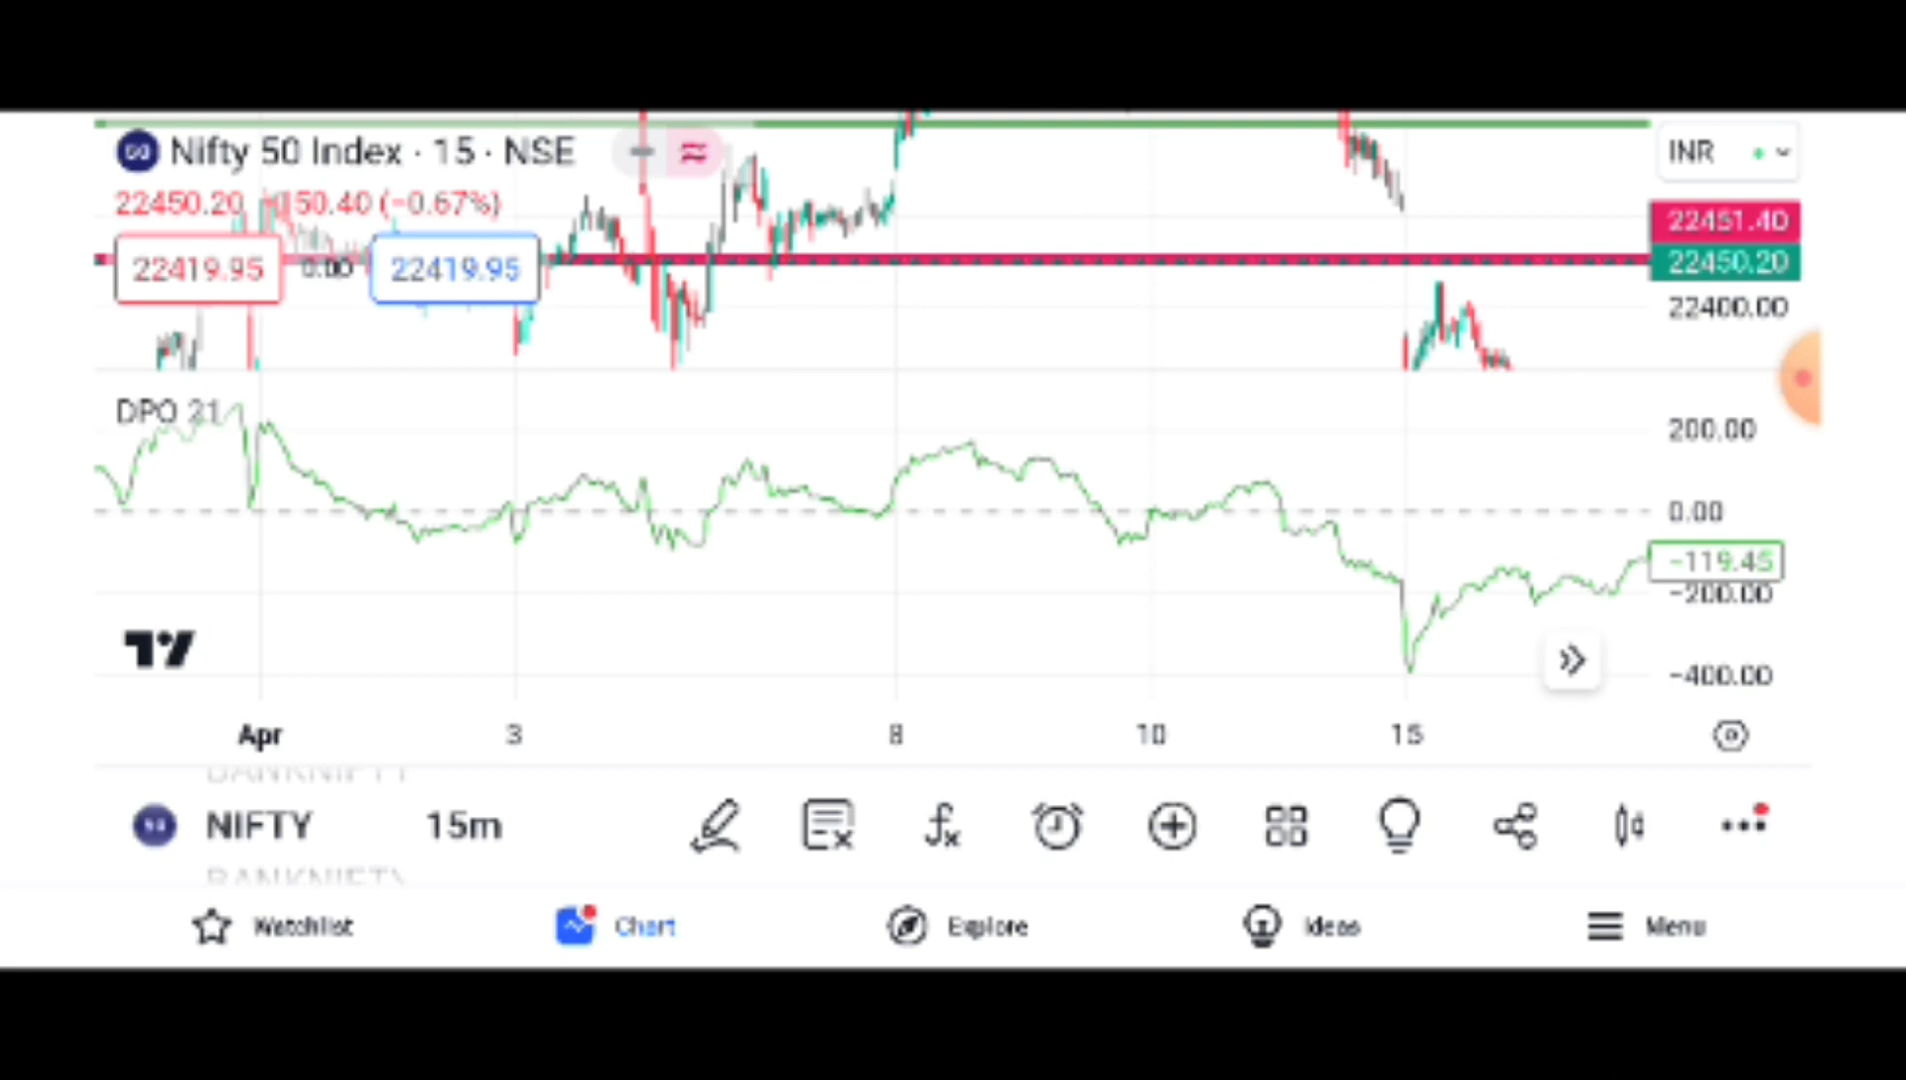 Nifty 50 Index · 15 · NSE
INR
22450.20 −150.40 (−0.67%)
22451.40
22450.20
22419.95
0.00
22419.95
22400.00
DPO 21
200.00
0.00
−119.45
−200.00
−400.00
Apr 3 8 10 15
BANKNIFTY
NIFTY 15m
BANKNIFTY
Watchlist Chart Explore Ideas Menu